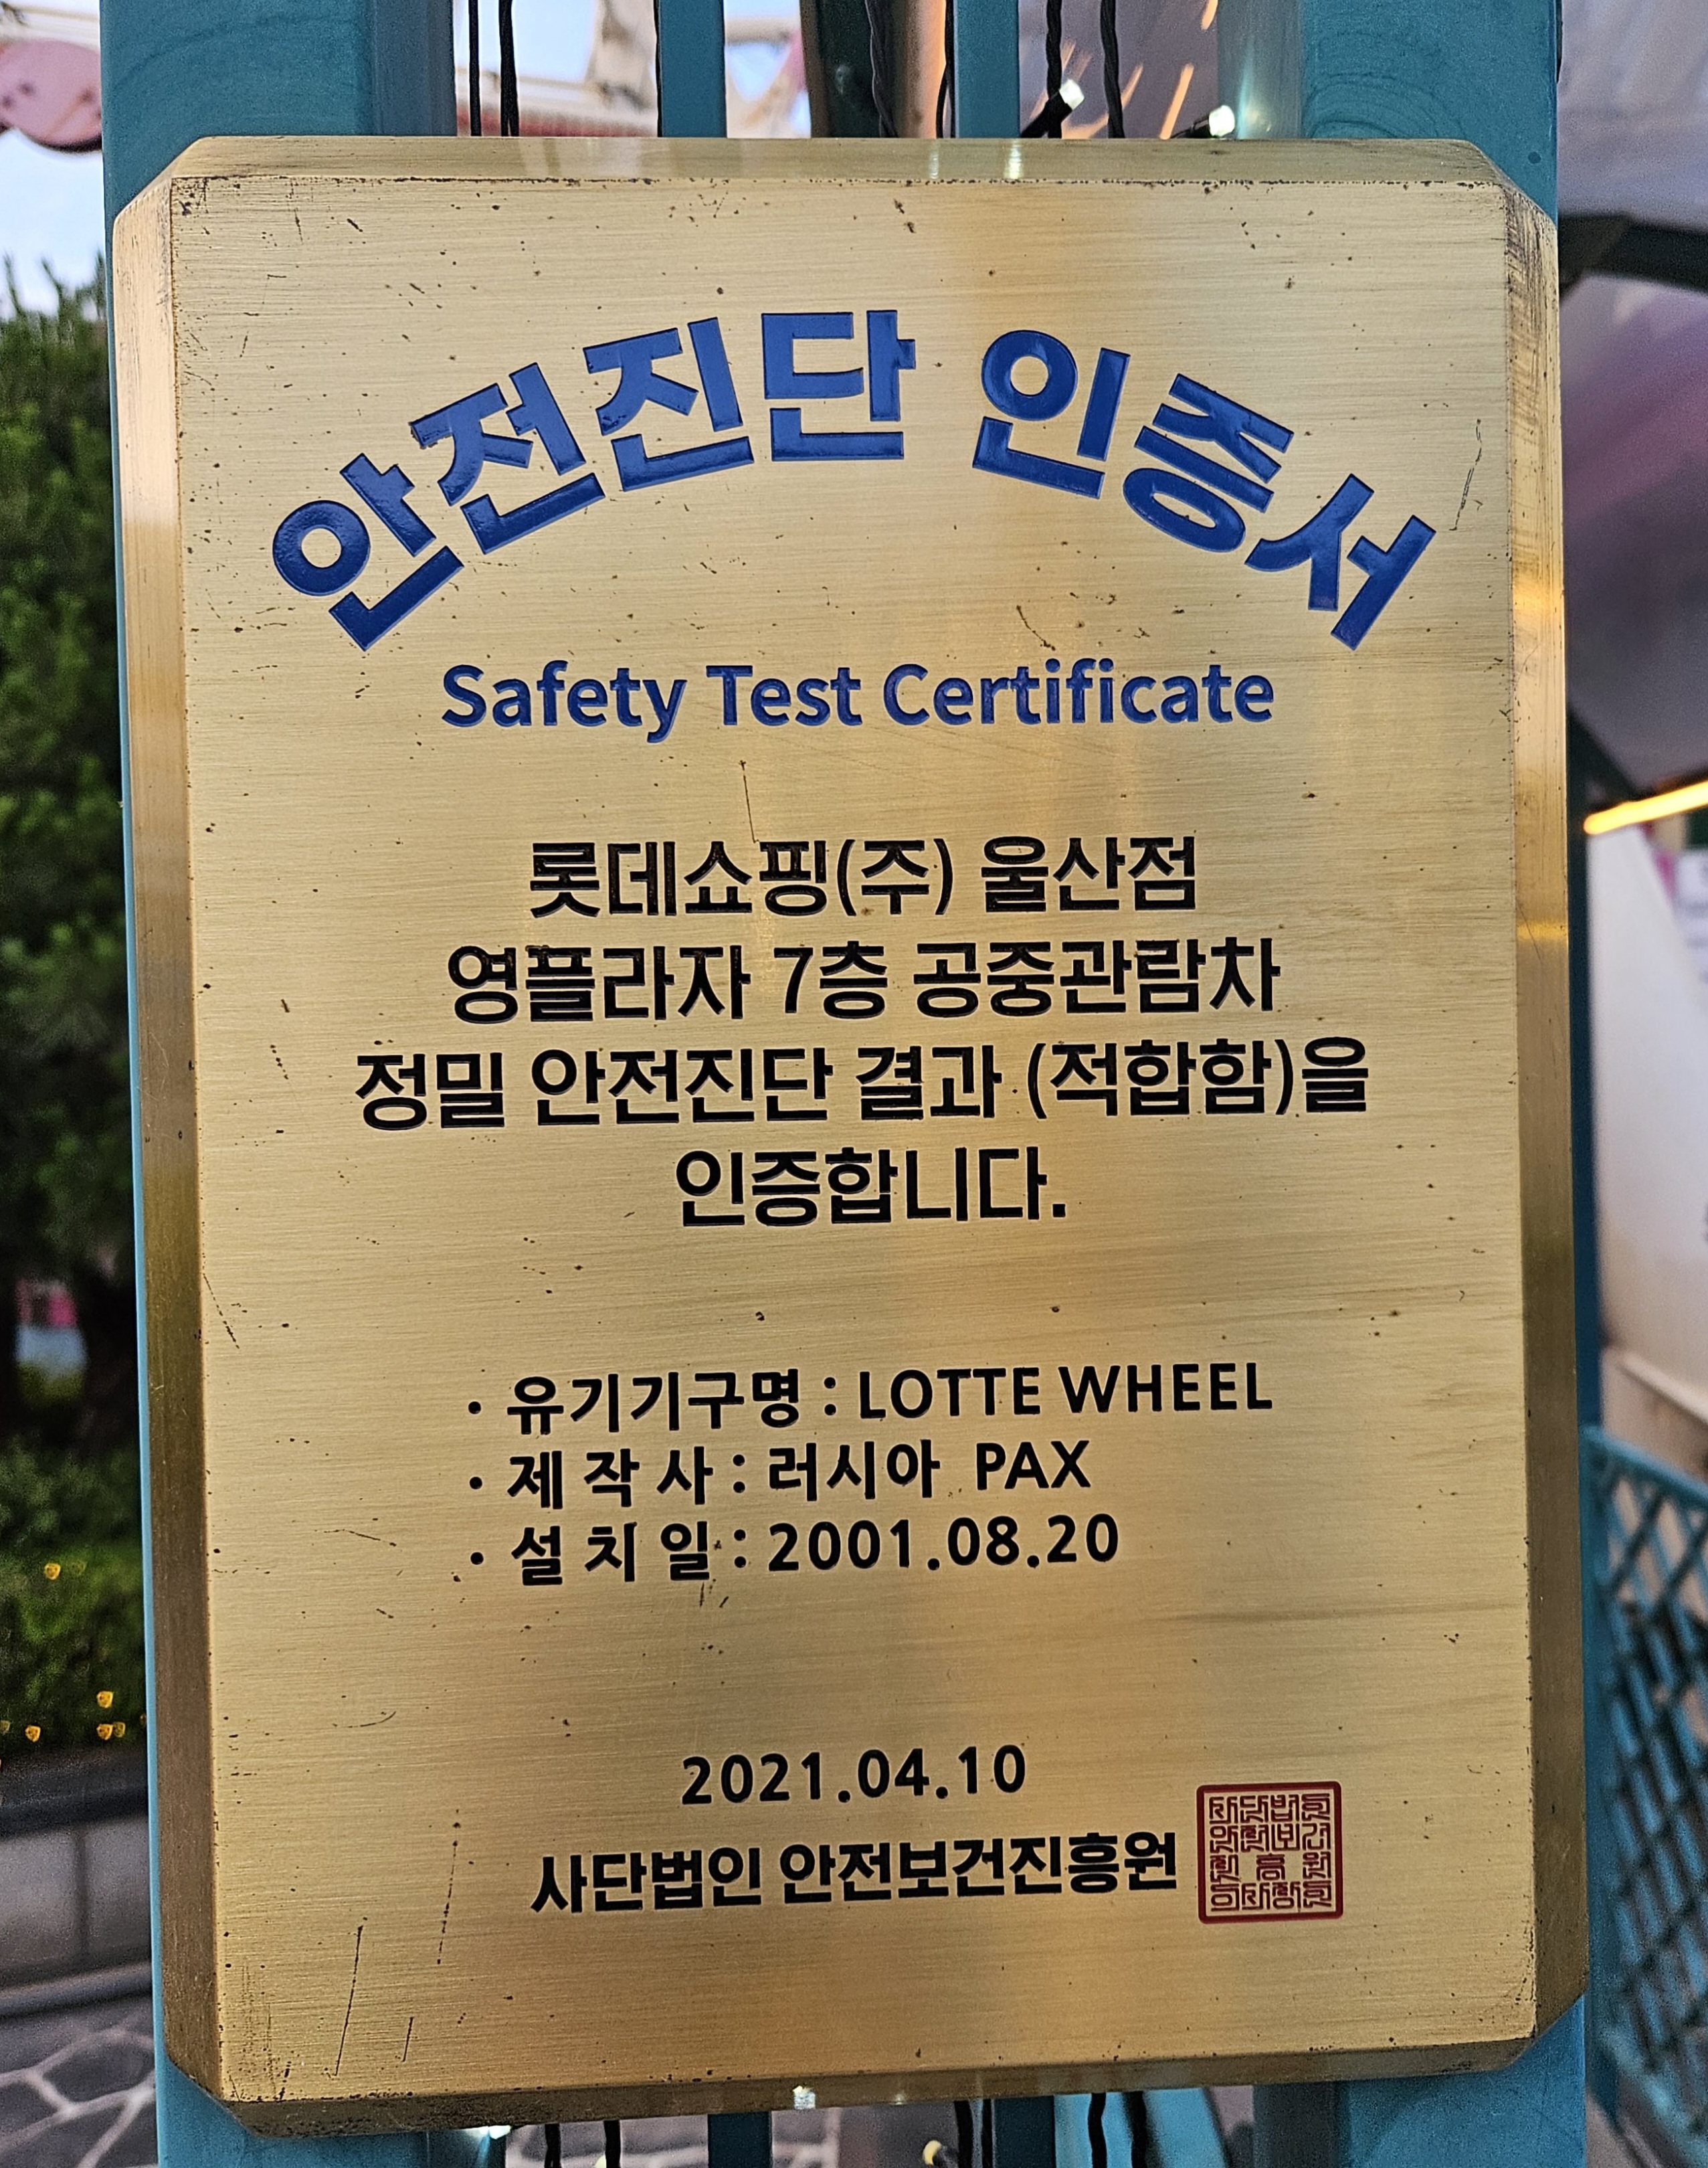 안전진단 인증서
Safety Test Certificate
롯데쇼핑(주) 울산점
영플라자 7층 공중관람차
정밀 안전진단 결과 (적합함)을
인증합니다.
· 유기기구명 : LOTTE WHEEL
· 제 작 사 : 러시아 PAX
· 설 치 일 : 2001.08.20
2021.04.10
사단법인 안전보건진흥원